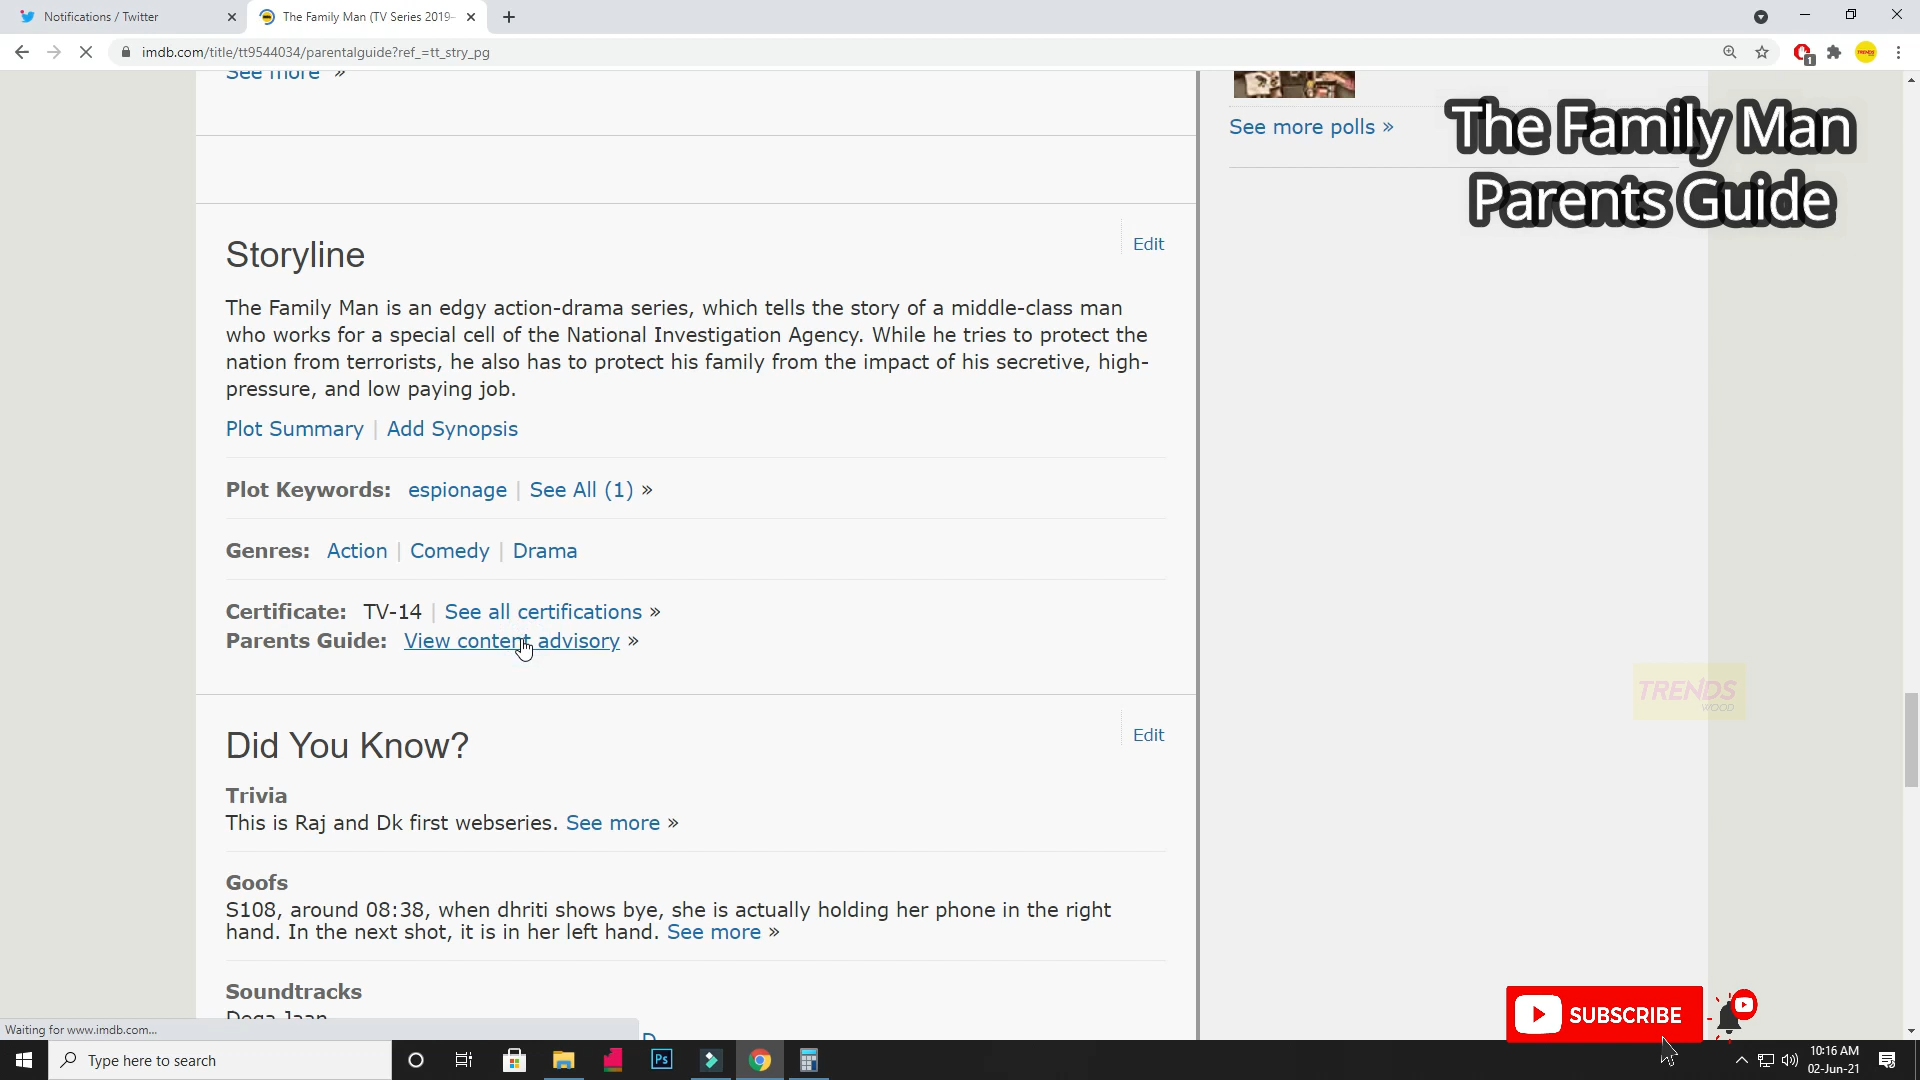 Notifications / Twitter
The Family Man (TV Series 2019–
imdb.com/title/tt9544034/parentalguide?ref_=tt_stry_pg
1
See more »
See more polls »
The Family Man
Parents Guide
Storyline
Edit
The Family Man is an edgy action-drama series, which tells the story of a middle-class man
who works for a special cell of the National Investigation Agency. While he tries to protect the
nation from terrorists, he also has to protect his family from the impact of his secretive, high-
pressure, and low paying job.
Plot Summary | Add Synopsis
Plot Keywords: espionage | See All (1) »
Genres: Action | Comedy | Drama
Certificate: TV-14 | See all certifications »
Parents Guide: View content advisory »
TRENDS
WOOD
Did You Know?
Edit
Trivia
This is Raj and Dk first webseries. See more »
Goofs
S108, around 08:38, when dhriti shows bye, she is actually holding her phone in the right
hand. In the next shot, it is in her left hand. See more »
Soundtracks
Dega Jaan
SUBSCRIBE
Waiting for www.imdb.com...
Type here to search
Ps
10:16 AM
02-Jun-21